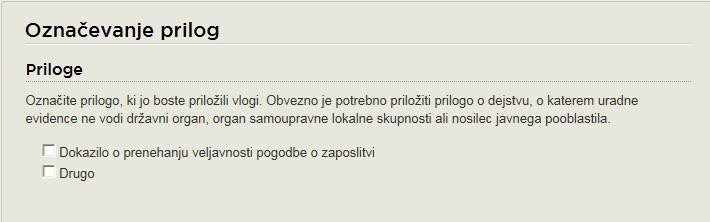 Označevanje prilog
Priloge
Označite prilogo, ki jo boste priložili vlogi. Obvezno je potrebno priložiti prilogo o dejstvu, o katerem uradne
evidence ne vodi državni organ, organ samoupravne lokalne skupnosti ali nosilec javnega pooblastila.
Dokazilo o prenehanju veljavnosti pogodbe o zaposlitvi
Drugo